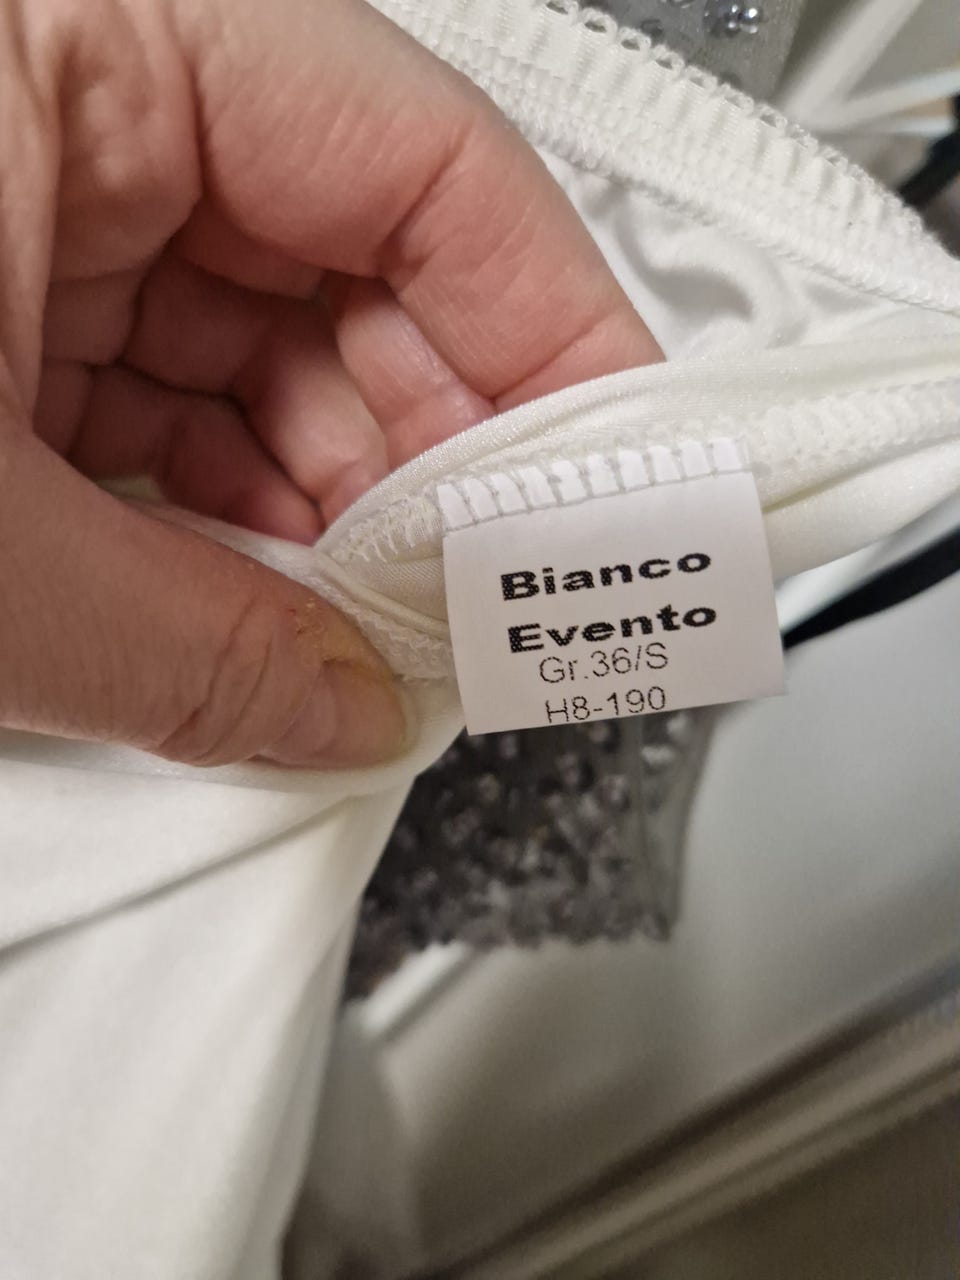 Bianco
Evento
Gr.36/S
H8-190